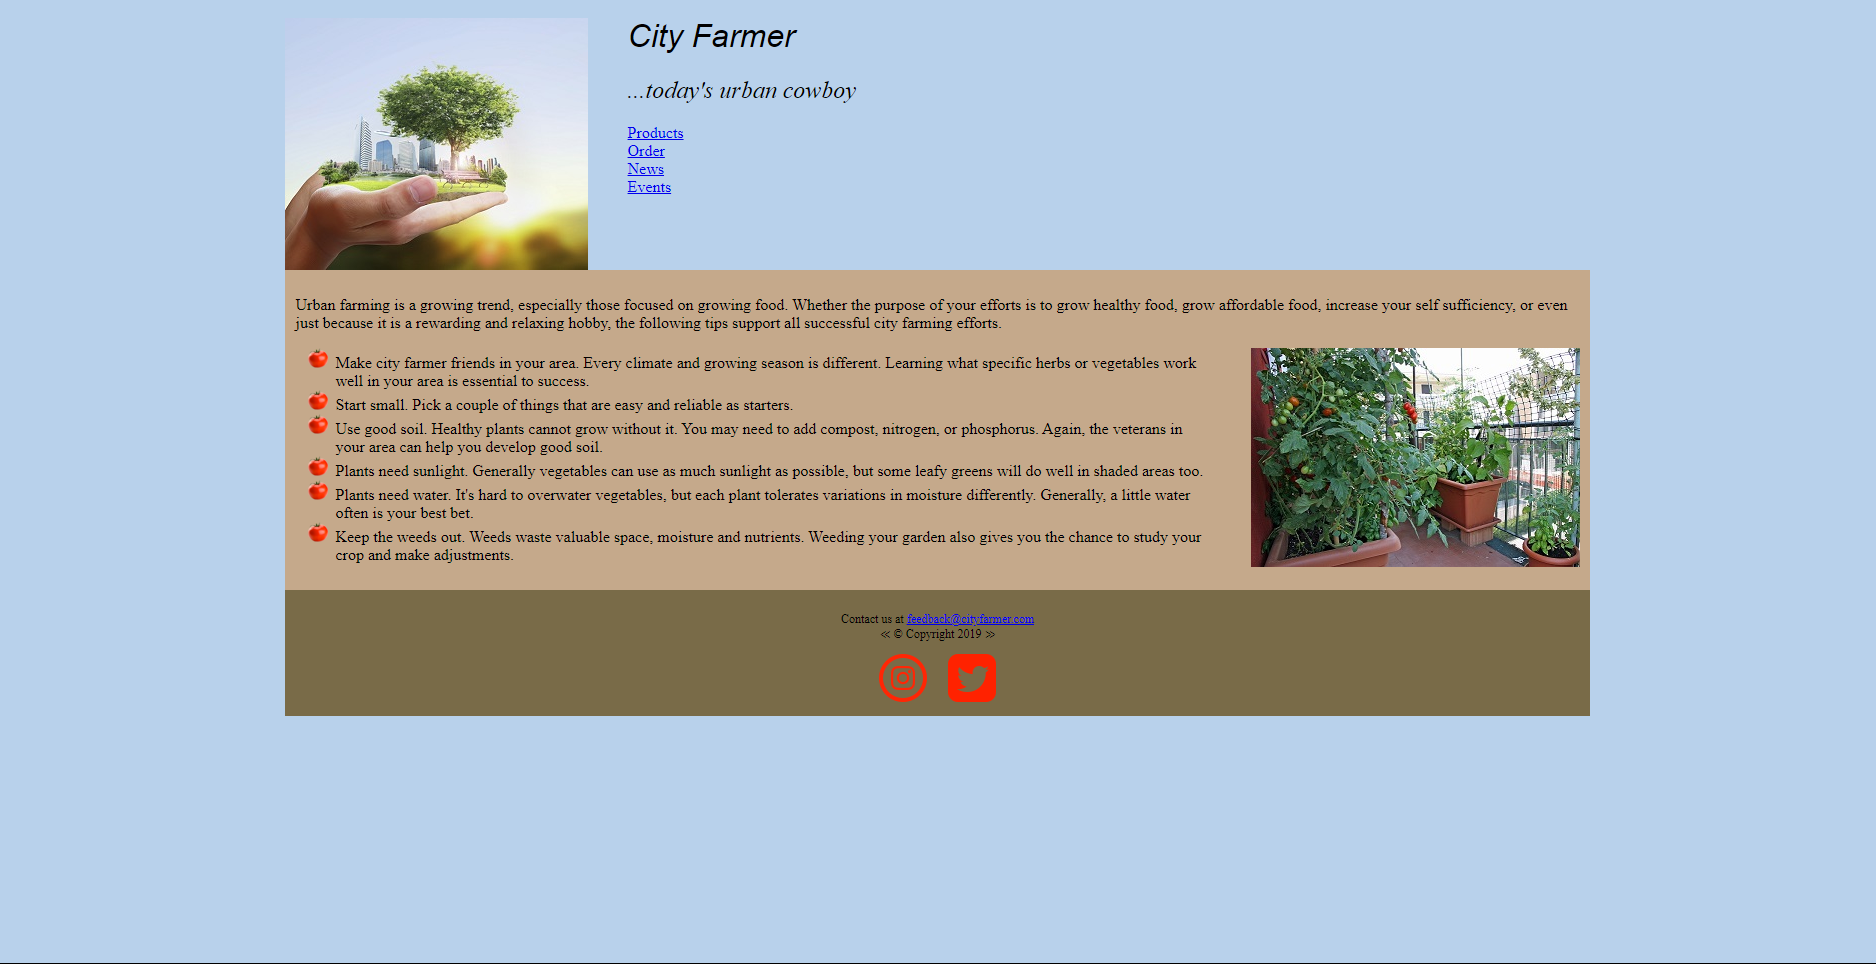 City Farmer
...today's urban cowboy
Products
Order
News
Events
Urban farming is a growing trend, especially those focused on growing food. Whether the purpose of your efforts is to grow healthy food, grow affordable food, increase your self sufficiency, or even
just because it is a rewarding and relaxing hobby, the following tips support all successful city farming efforts.
Make city farmer friends in your area. Every climate and growing season is different. Learning what specific herbs or vegetables work
well in your area is essential to success.
Start small. Pick a couple of things that are easy and reliable as starters.
Use good soil. Healthy plants cannot grow without it. You may need to add compost, nitrogen, or phosphorus. Again, the veterans in
your area can help you develop good soil.
Plants need sunlight. Generally vegetables can use as much sunlight as possible, but some leafy greens will do well in shaded areas too.
Plants need water. It's hard to overwater vegetables, but each plant tolerates variations in moisture differently. Generally, a little water
often is your best bet.
Keep the weeds out. Weeds waste valuable space, moisture and nutrients. Weeding your garden also gives you the chance to study your
crop and make adjustments.
Contact us at feedback@cityfarmer.com
≪ © Copyright 2019 ≫